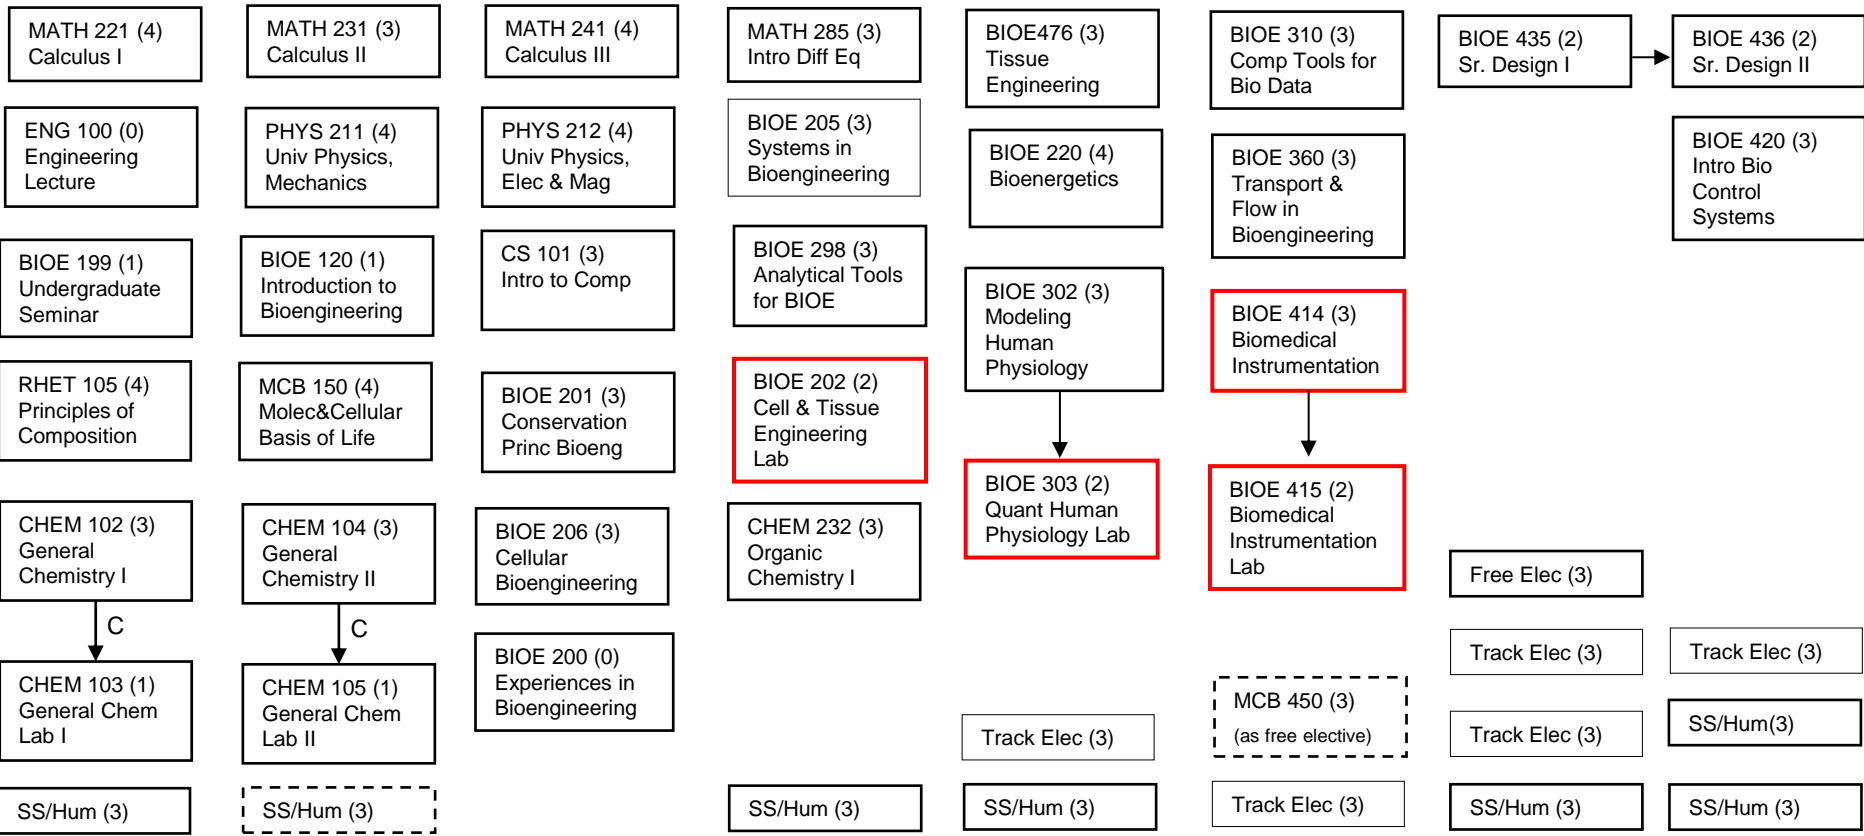 MATH 221 (4)
Calculus I
ENG 100 (0)
Engineering
Lecture
BIOE 199 (1)
Undergraduate
Seminar
RHET 105 (4)
Principles of
Composition
CHEM 102 (3)
General
Chemistry I
C
CHEM 103 (1)
General Chem
Lab I
SS/Hum (3)
MATH 231 (3)
Calculus II
PHYS 211 (4)
Univ Physics,
Mechanics
BIOE 120 (1)
Introduction to
Bioengineering
MCB 150 (4)
Molec&Cellular
Basis of Life
CHEM 104 (3)
General
Chemistry II
C
CHEM 105 (1)
General Chem
Lab II
SS/Hum (3)
MATH 241 (4)
Calculus III
PHYS 212 (4)
Univ Physics,
Elec & Mag
CS 101 (3)
Intro to Comp
BIOE 201 (3)
Conservation
Princ Bioeng
BIOE 206 (3)
Cellular
Bioengineering
BIOE 200 (0)
Experiences in
Bioengineering
MATH 285 (3)
Intro Diff Eq
BIOE 205 (3)
Systems in
Bioengineering
BIOE 298 (3)
Analytical Tools
for BIOE
BIOE 202 (2)
Cell & Tissue
Engineering
Lab
CHEM 232 (3)
Organic
Chemistry I
SS/Hum (3)
BIOE476 (3)
Tissue
Engineering
BIOE 220 (4)
Bioenergetics
BIOE 302 (3)
Modeling
Human
Physiology
BIOE 303 (2)
Quant Human
Physiology Lab
Track Elec (3)
SS/Hum (3)
BIOE 310 (3)
Comp Tools for
Bio Data
BIOE 360 (3)
Transport &
Flow in
Bioengineering
BIOE 414 (3)
Biomedical
Instrumentation
BIOE 415 (2)
Biomedical
Instrumentation
Lab
MCB 450 (3)
(as free elective)
Track Elec (3)
BIOE 435 (2)
Sr. Design I
Free Elec (3)
Track Elec (3)
Track Elec (3)
SS/Hum (3)
BIOE 436 (2)
Sr. Design II
BIOE 420 (3)
Intro Bio
Control
Systems
Track Elec (3)
SS/Hum(3)
SS/Hum (3)